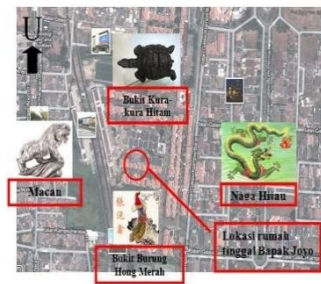 U
Bukit Kura-
kura Hitam
Macan
Naga Hijau
Lokasi rumah
tinggal Bapak Joyo
Bukit Burung
Hong Merah